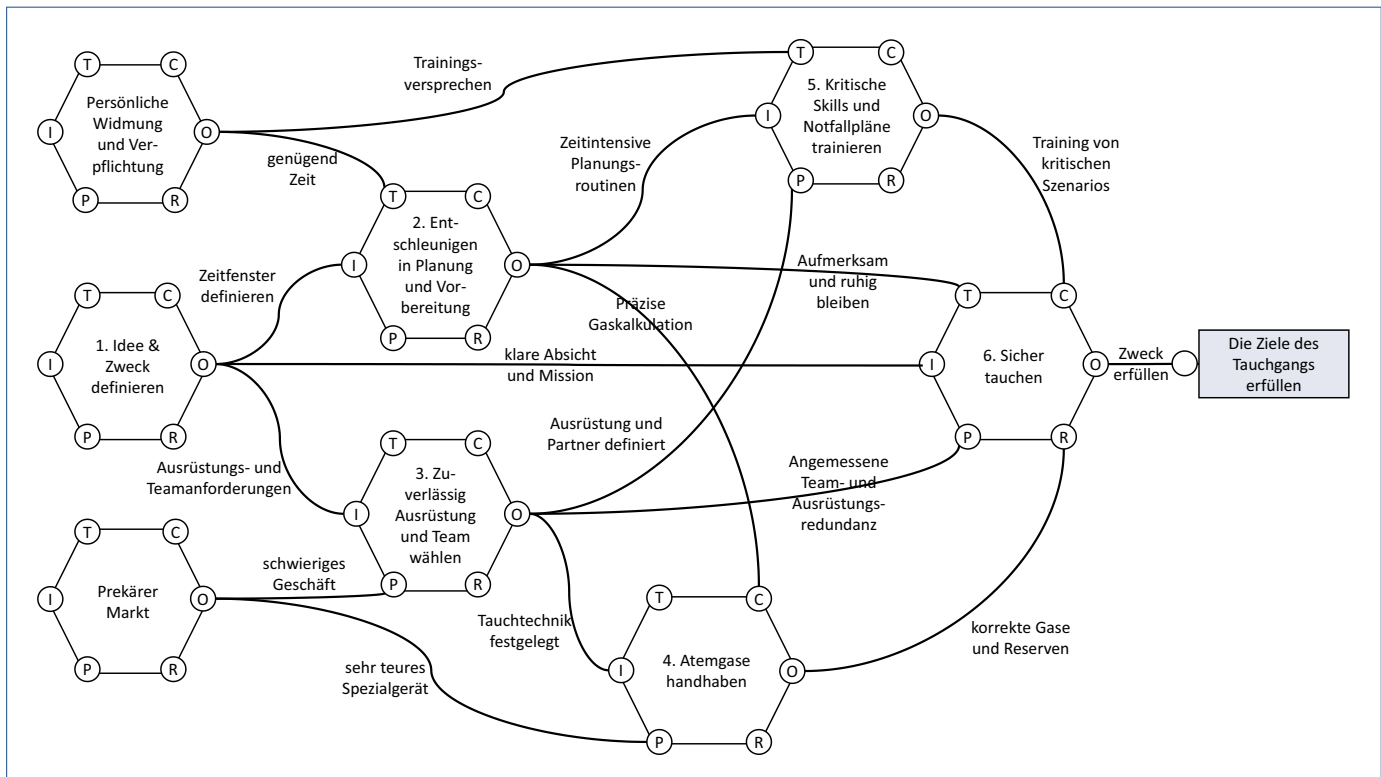 T
C
Persönliche
Widmung
und Ver-
pflichtung
I
O
P
R
Trainings-
versprechen
genügend
Zeit
T
C
5. Kritische
Skills und
Notfallpläne
trainieren
I
O
P
R
Zeitintensive
Planungs-
routinen
Training von
kritischen
Szenarios
T
C
2. Ent-
schleunigen
in Planung
und Vor-
bereitung
I
O
P
R
Zeitfenster
definieren
Aufmerksam
und ruhig
bleiben
Präzise
Gaskalkulation
T
C
1. Idee &
Zweck
definieren
I
O
P
R
klare Absicht
und Mission
T
C
6. Sicher
tauchen
I
O
P
R
Zweck
erfüllen
Die Ziele des
Tauchgangs
erfüllen
Ausrüstungs- und
Teamanforderungen
Ausrüstung und
Partner definiert
Angemessene
Team- und
Ausrüstungs-
redundanz
T
C
3. Zu-
verlässig
Ausrüstung
und Team
wählen
I
O
P
R
T
C
Prekärer
Markt
I
O
P
R
schwieriges
Geschäft
sehr teures
Spezialgerät
Tauchtechnik
festgelegt
T
C
4. Atemgase
handhaben
I
O
P
R
korrekte Gase
und Reserven